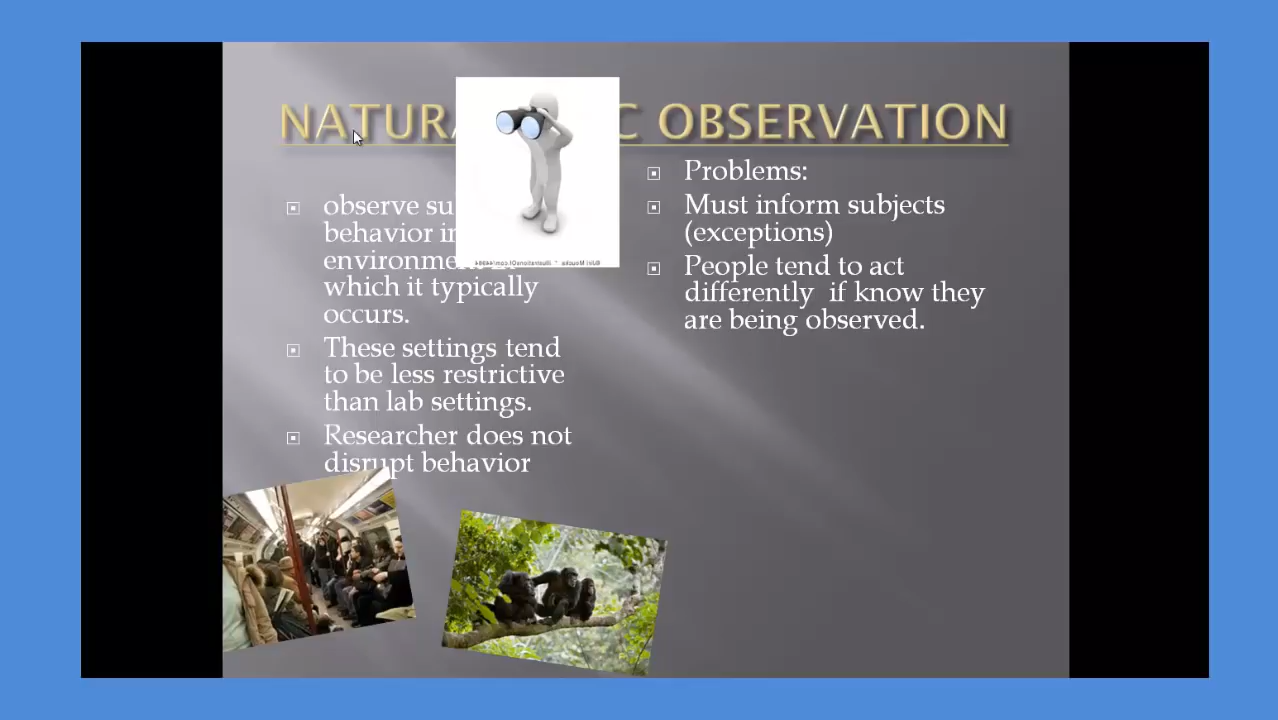 NATURA C OBSERVATION
observe su
behavior in
environme
which it typically
occurs.
These settings tend
to be less restrictive
than lab settings.
Researcher does not
disrupt behavior
Problems:
Must inform subjects
(exceptions)
People tend to act
differently if know they
are being observed.